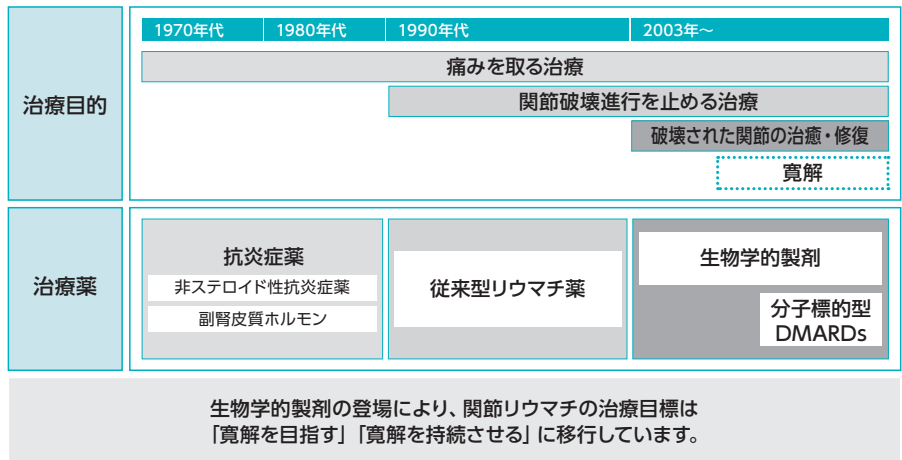 1970年代
1980年代
1990年代
2003年～
治療目的
痛みを取る治療
関節破壊進行を止める治療
破壊された関節の治癒・修復
寛解
治療薬
抗炎症薬
非ステロイド性抗炎症薬
副腎皮質ホルモン
従来型リウマチ薬
生物学的製剤
分子標的型
DMARDs
生物学的製剤の登場により、関節リウマチの治療目標は
「寛解を目指す」「寛解を持続させる」に移行しています。